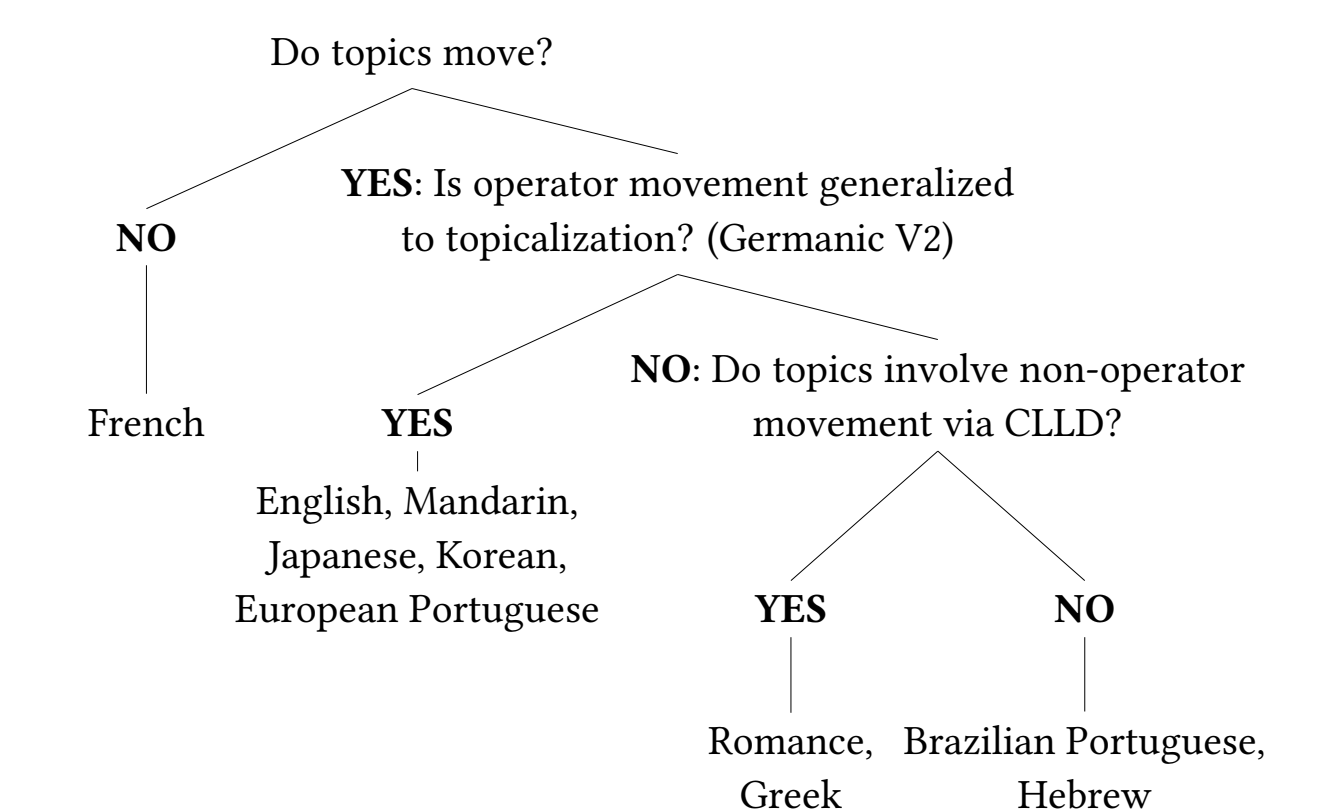 Do topics move?
YES: Is operator movement generalized
to topicalization? (Germanic V2)
NO
French
YES
English, Mandarin,
Japanese, Korean,
European Portuguese
NO: Do topics involve non-operator
movement via CLLD?
YES
Romance,
Greek
NO
Brazilian Portuguese,
Hebrew